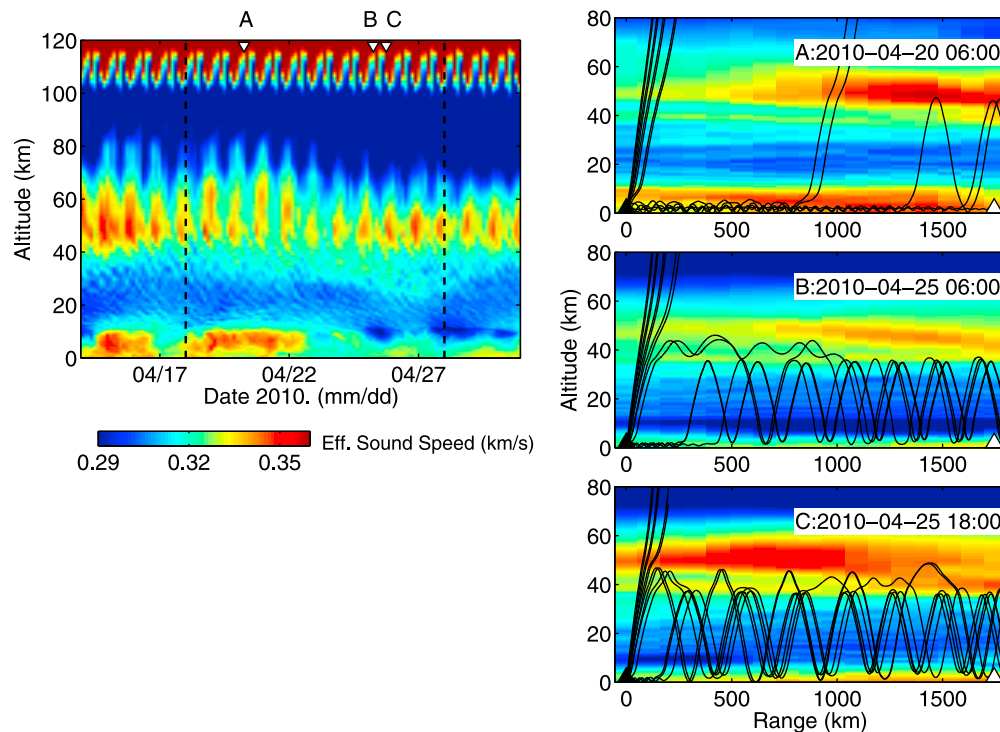 A B C
120
100
80
60
40
20
0
Altitude (km)
04/17 04/22 04/27
Date 2010. (mm/dd)
Eff. Sound Speed (km/s)
0.29 0.32 0.35
80
60
40
20
0
A:2010–04–20 06:00
0 500 1000 1500
80
60
40
20
0
B:2010–04–25 06:00
0 500 1000 1500
Altitude (km)
80
60
40
20
0
C:2010–04–25 18:00
0 500 1000 1500
Range (km)